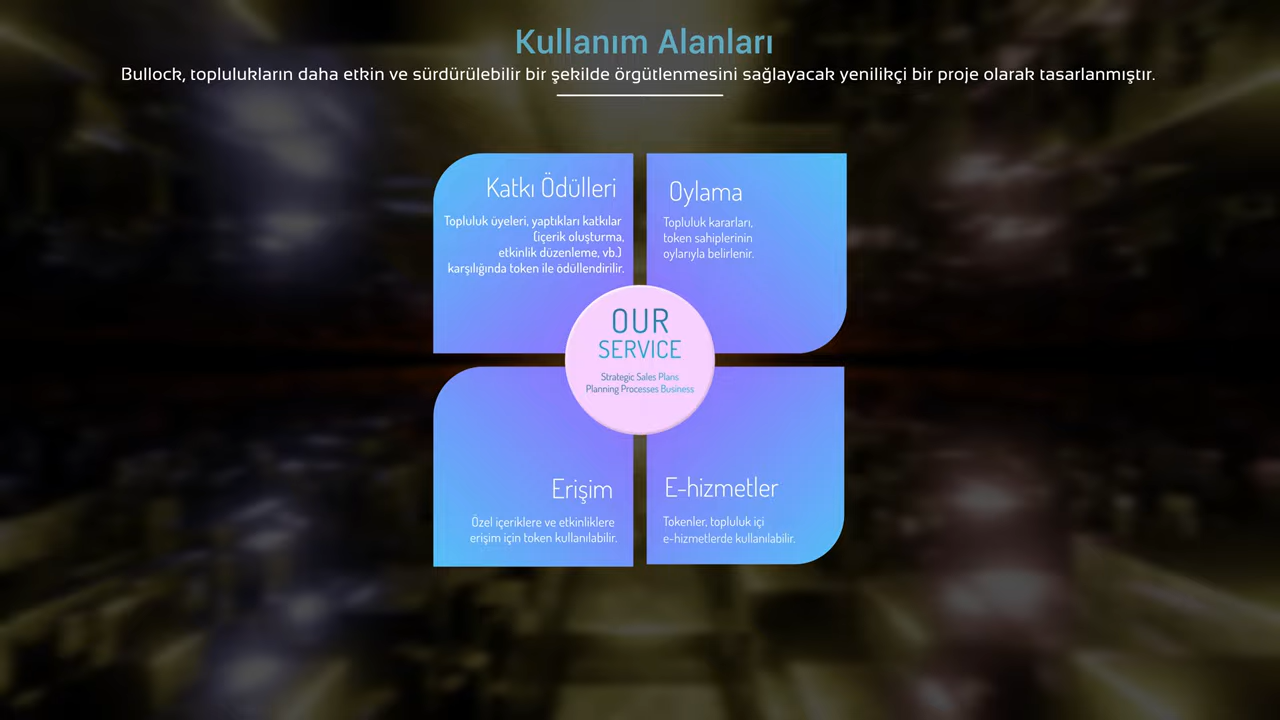 Kullanım Alanları
Bullock, toplulukların daha etkin ve sürdürülebilir bir şekilde örgütlenmesini sağlayacak yenilikçi bir proje olarak tasarlanmıştır.
Katkı Ödülleri
Topluluk üyeleri, yaptıkları katkılar
(içerik oluşturma,
etkinlik düzenleme, vb.)
karşılığında token ile ödüllendirilir.
Oylama
Topluluk kararları,
token sahiplerinin
oylarıyla belirlenir.
OUR
SERVICE
Strategic Sales Plans
Planning Processes Business
Erişim
Özel içeriklere ve etkinliklere
erişim için token kullanılabilir.
E-hizmetler
Tokenler, topluluk içi
e-hizmetlerde kullanılabilir.